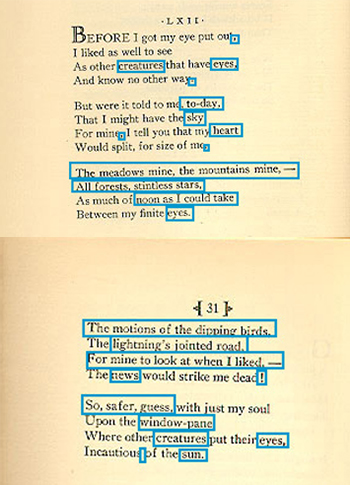 ·LXII·
BEFORE I got my eye put out,
I liked as well to see
As other creatures that have eyes,
And know no other way.
But were it told to me, to-day,
That I might have the sky
For mine, I tell you that my heart
Would split, for size of me.
The meadows mine, the mountains mine, —
All forests, stintless stars,
As much of noon as I could take
Between my finite eyes.
[ 31 ]
The motions of the dipping birds,
The lightning's jointed road,
For mine to look at when I liked, —
The news would strike me dead!
So, safer, guess, with just my soul
Upon the window-pane
Where other creatures put their eyes,
Incautious of the sun.